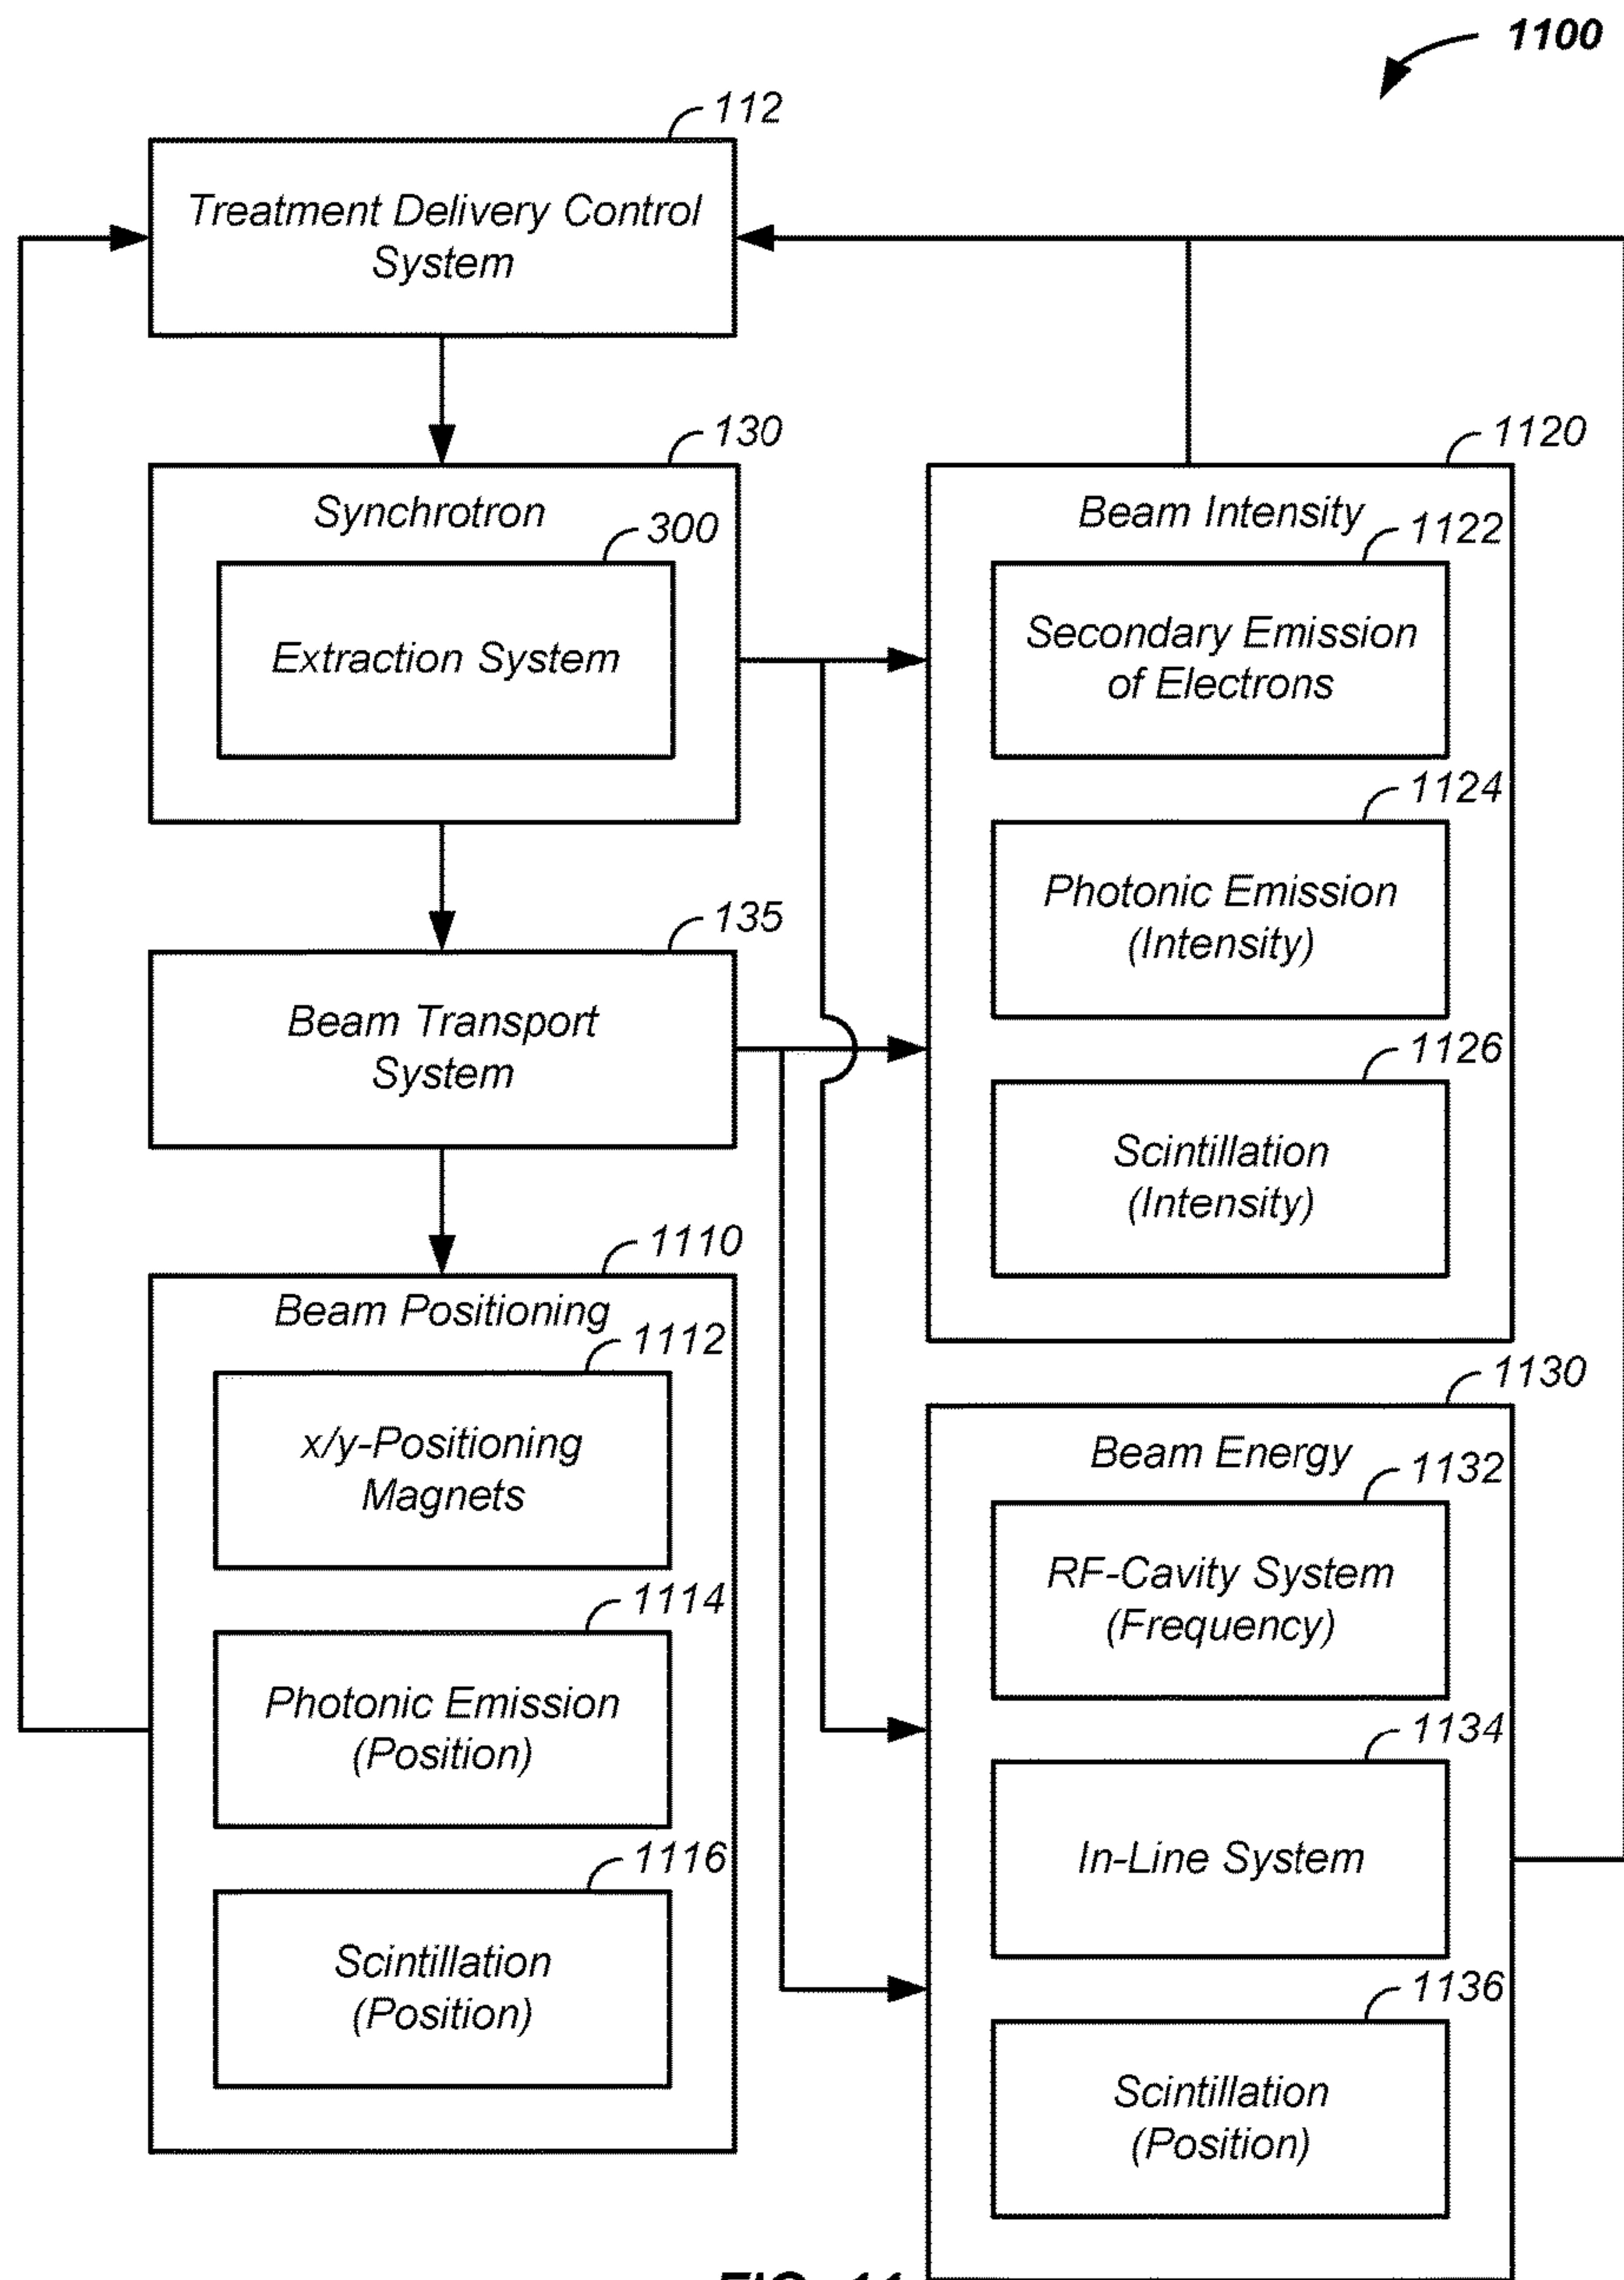 1100
112
Treatment Delivery Control
System
130
Synchrotron
300
Extraction System
135
Beam Transport
System
1110
Beam Positioning
1112
x/y-Positioning
Magnets
1114
Photonic Emission
(Position)
1116
Scintillation
(Position)
1120
Beam Intensity
1122
Secondary Emission
of Electrons
1124
Photonic Emission
(Intensity)
1126
Scintillation
(Intensity)
1130
Beam Energy
1132
RF-Cavity System
(Frequency)
1134
In-Line System
1136
Scintillation
(Position)
FIG. 11